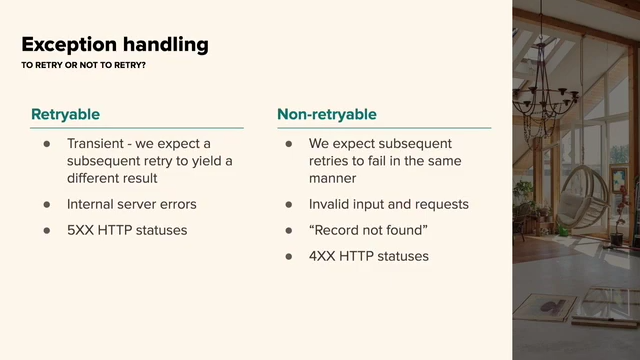 Exception handling
TO RETRY OR NOT TO RETRY?
Retryable
● Transient - we expect a
subsequent retry to yield a
different result
● Internal server errors
● 5XX HTTP statuses
Non-retryable
● We expect subsequent
retries to fail in the same
manner
● Invalid input and requests
● “Record not found”
● 4XX HTTP statuses